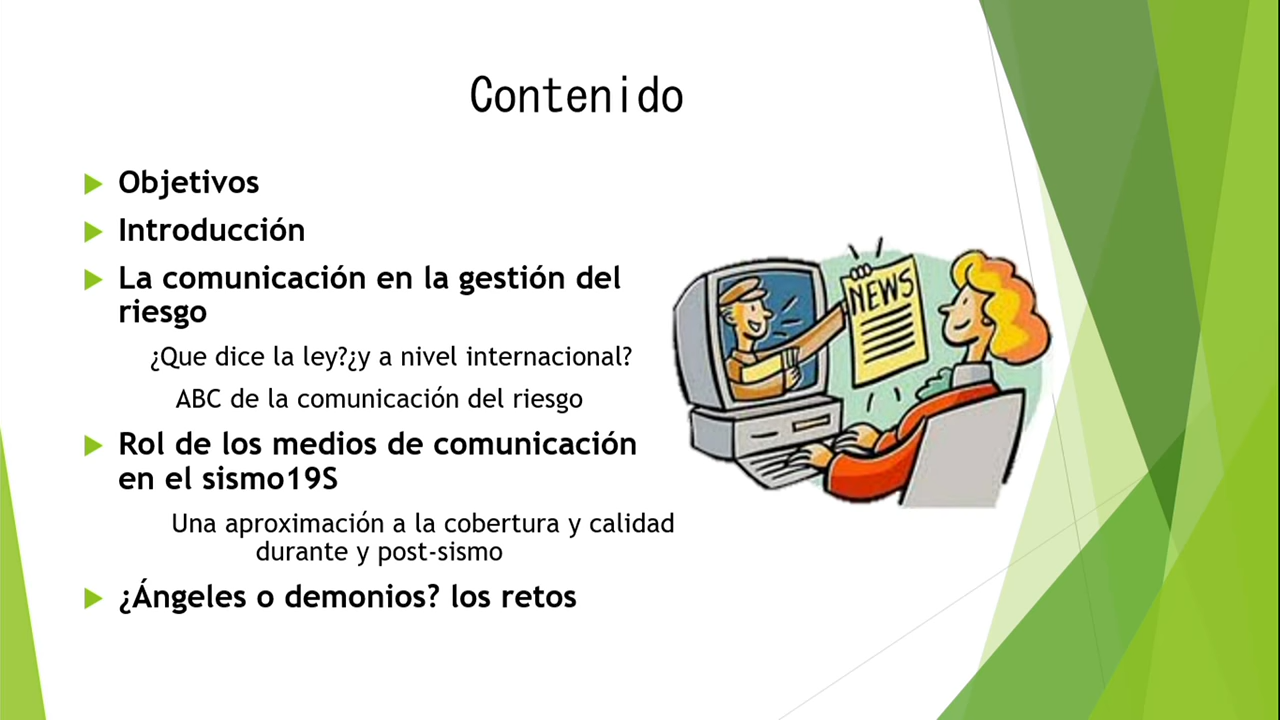 Contenido
Objetivos
Introducción
La comunicación en la gestión del
riesgo
¿Que dice la ley?¿y a nivel internacional?
ABC de la comunicación del riesgo
Rol de los medios de comunicación
en el sismo19S
Una aproximación a la cobertura y calidad
durante y post-sismo
¿Ángeles o demonios? los retos
NEWS